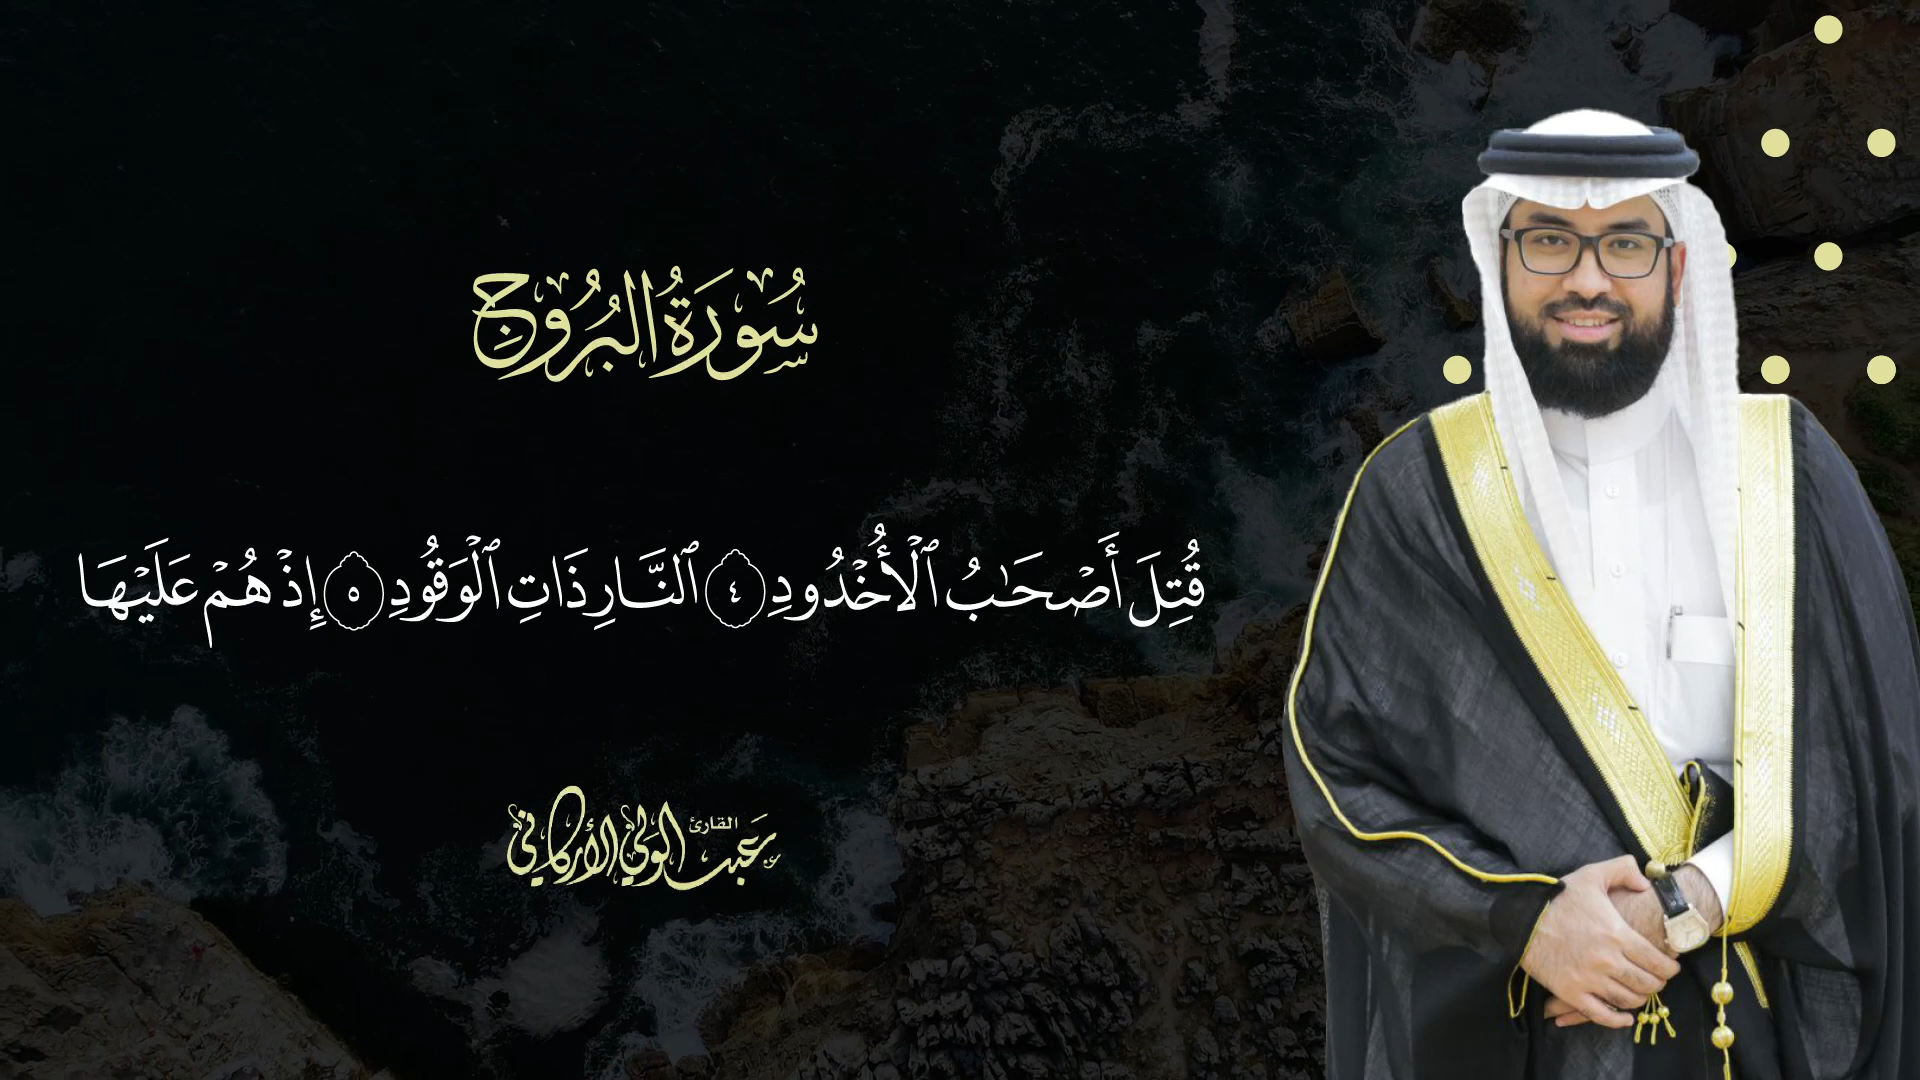 سُورَةُ البُرُوجِ
قُتِلَ أَصۡحَٰبُ ٱلۡأُخۡدُودِ ٤ ٱلنَّارِ ذَاتِ ٱلۡوَقُودِ ٥ إِذۡ هُمۡ عَلَيۡهَا
القارئ
عبد الولي الأركاني